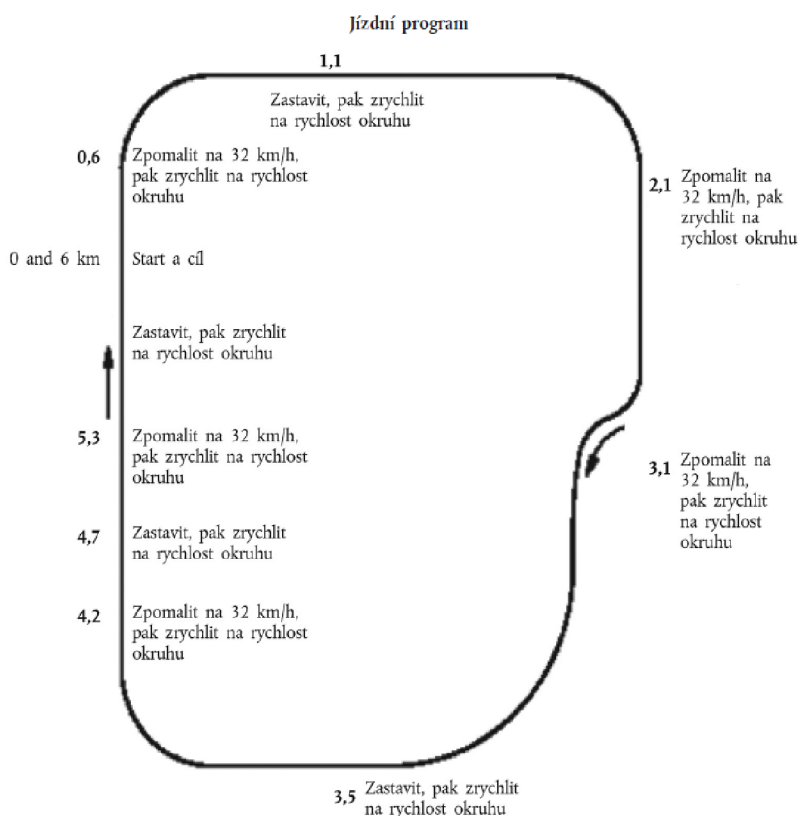 Jízdní program
1,1
Zastavit, pak zrychlit
na rychlost okruhu
0,6
Zpomalit na 32 km/h,
pak zrychlit na rychlost
okruhu
2,1
Zpomalit na
32 km/h, pak
zrychlit na
rychlost okruhu
0 and 6 km
Start a cíl
Zastavit, pak zrychlit
na rychlost okruhu
5,3
Zpomalit na 32 km/h,
pak zrychlit na rychlost
okruhu
3,1
Zpomalit na
32 km/h,
pak zrychlit
na rychlost
okruhu
4,7
Zastavit, pak zrychlit
na rychlost okruhu
4,2
Zpomalit na 32 km/h,
pak zrychlit na rychlost
okruhu
3,5
Zastavit, pak zrychlit
na rychlost okruhu